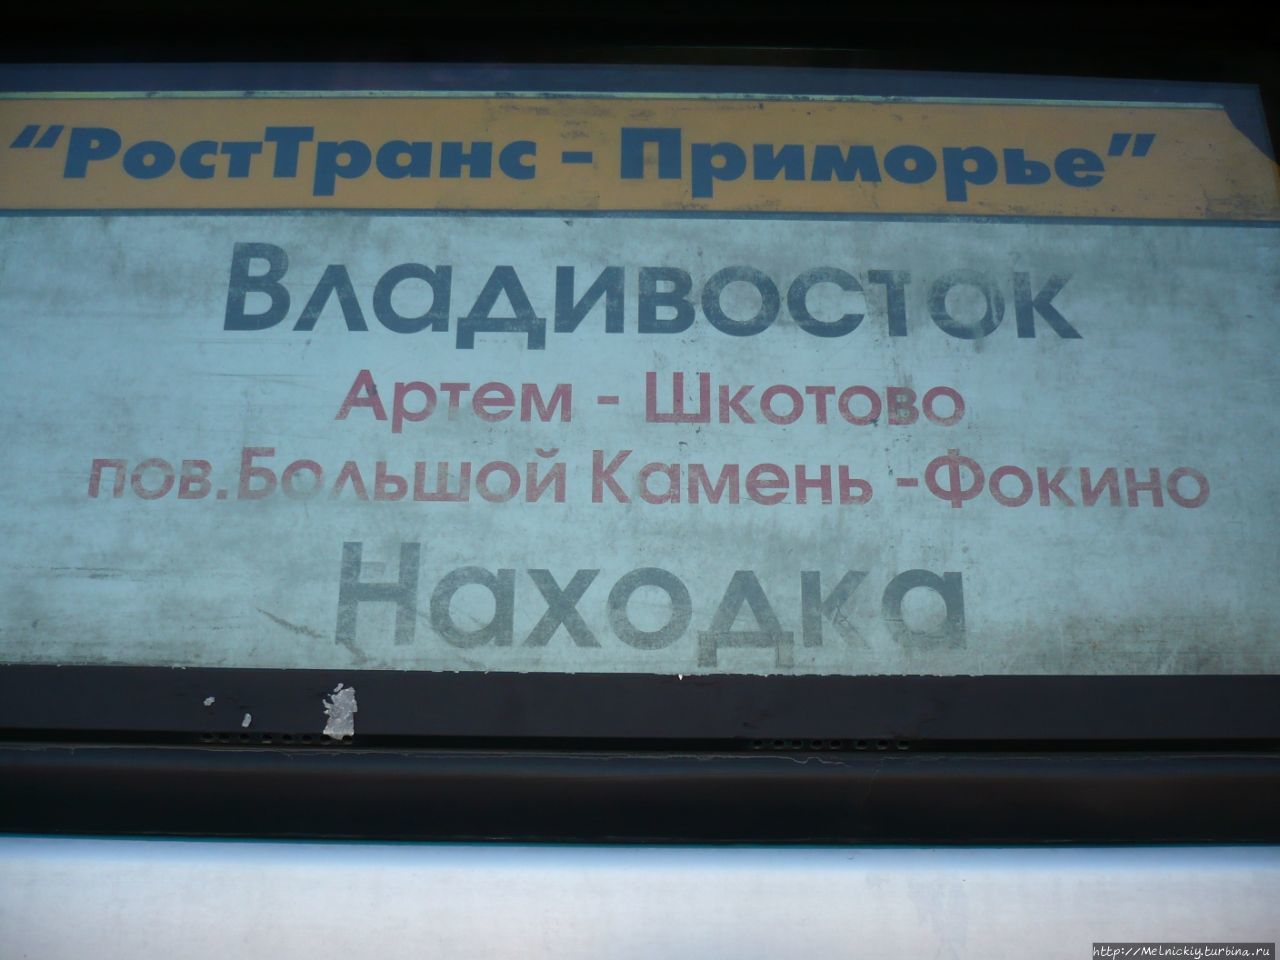 “РостТранс - Приморье”
Владивосток
Артем - Шкотово
пов.Большой Камень -Фокино
Находка
http://Melnickiy.turbina.ru